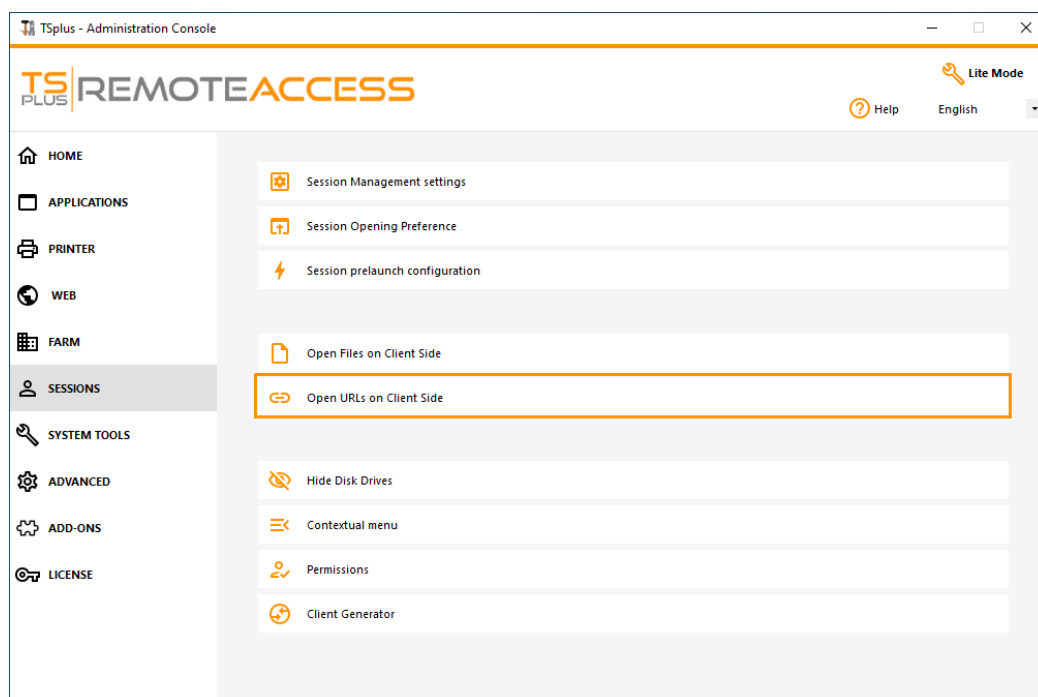 TSplus - Administration Console
TS PLUS REMOTEACCESS
Lite Mode
Help
English
HOME
APPLICATIONS
PRINTER
WEB
FARM
SESSIONS
SYSTEM TOOLS
ADVANCED
ADD-ONS
LICENSE
Session Management settings
Session Opening Preference
Session prelaunch configuration
Open Files on Client Side
Open URLs on Client Side
Hide Disk Drives
Contextual menu
Permissions
Client Generator